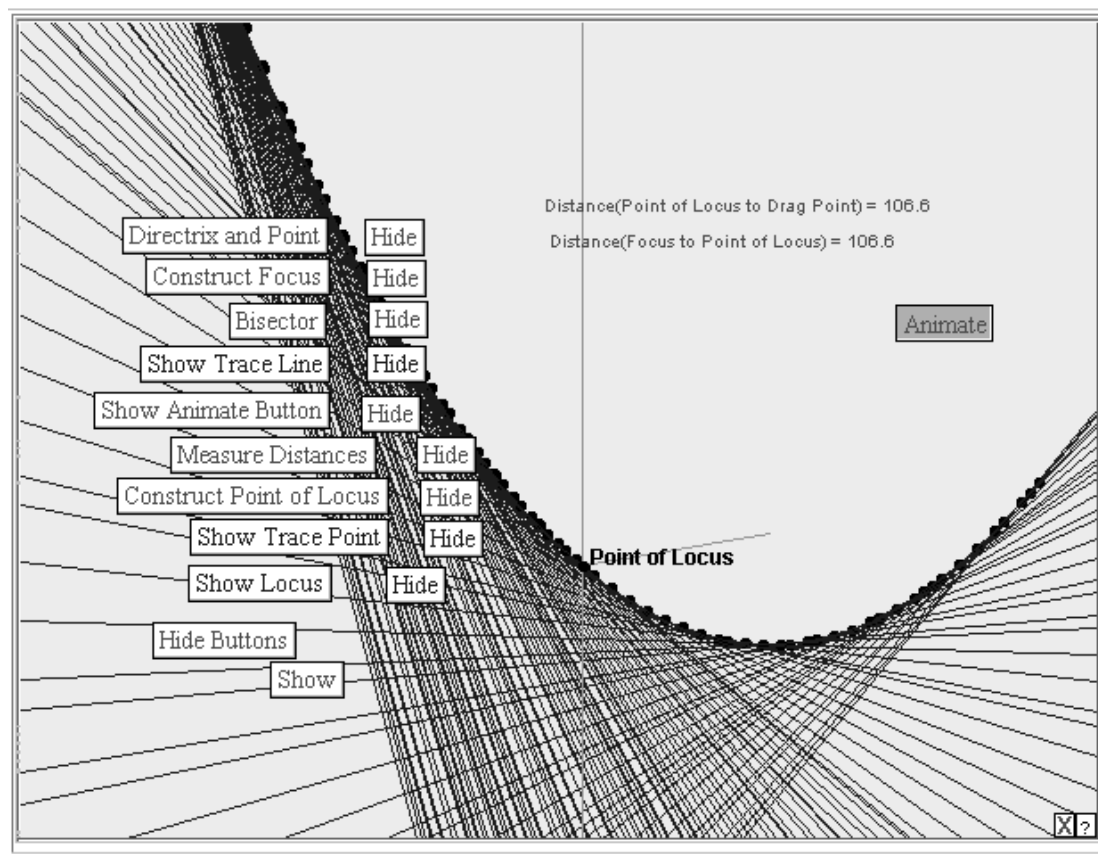 Distance(Point of Locus to Drag Point) = 106.6
Distance(Focus to Point of Locus) = 106.6
Directrix and Point Hide
Construct Focus Hide
Bisector Hide
Animate
Show Trace Line Hide
Show Animate Button Hide
Measure Distances Hide
Construct Point of Locus Hide
Show Trace Point Hide
Point of Locus
Show Locus Hide
Hide Buttons
Show
X ?